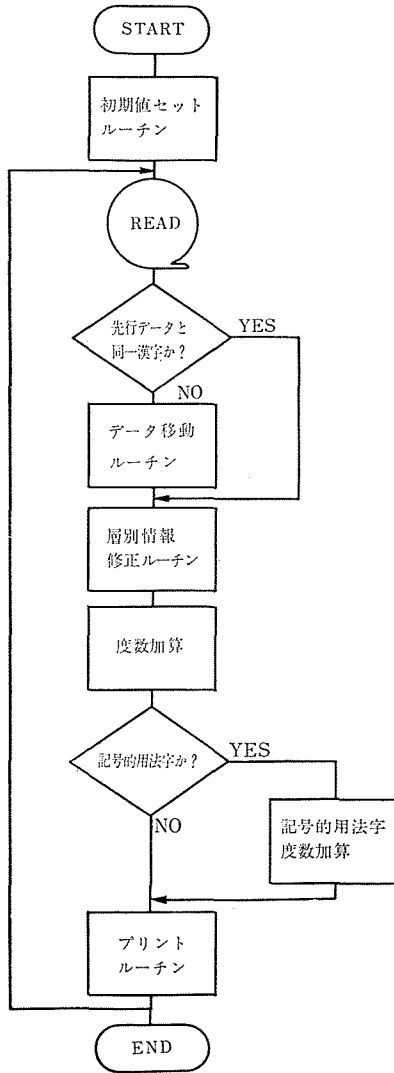 START
初期値セット
ルーチン
READ
先行データと
同一漢字か?
YES
NO
データ移動
ルーチン
層別情報
修正ルーチン
度数加算
記号的用法字か?
YES
NO
記号的用法字
度数加算
プリント
ルーチン
END